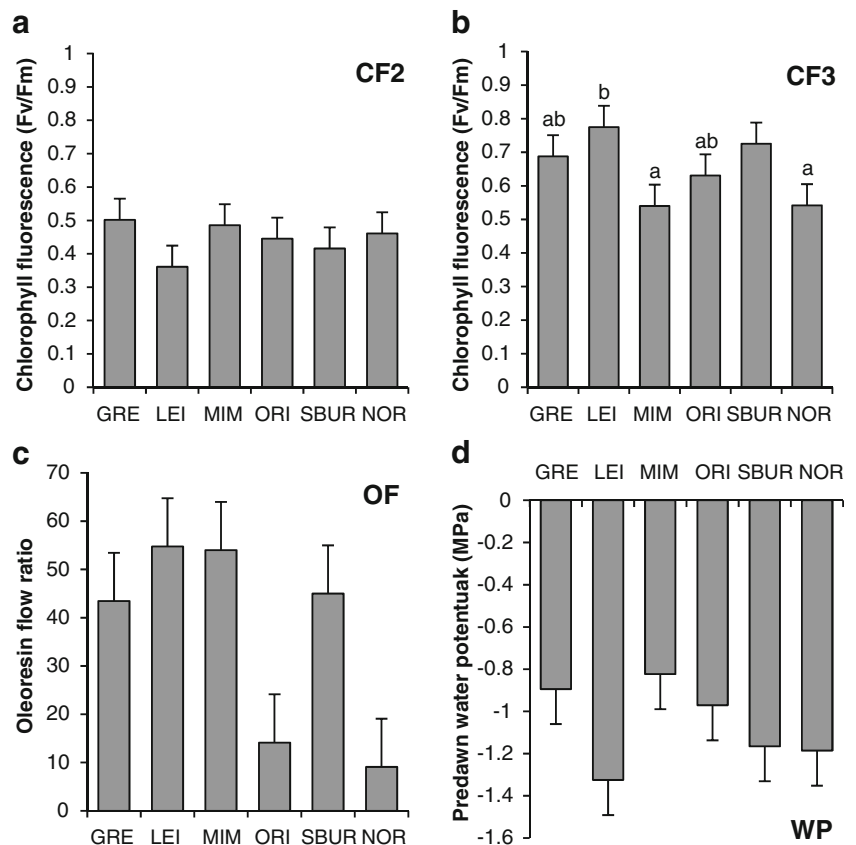 a
CF2
Chlorophyll fluorescence (Fv/Fm)
1
0.9
0.8
0.7
0.6
0.5
0.4
0.3
0.2
0.1
0
GRE LEI MIM ORI SBUR NOR
b
CF3
Chlorophyll fluorescence (Fv/Fm)
1
0.9
0.8
0.7
0.6
0.5
0.4
0.3
0.2
0.1
0
ab b a ab a
GRE LEI MIM ORI SBUR NOR
c
OF
Oleoresin flow ratio
70
60
50
40
30
20
10
0
GRE LEI MIM ORI SBUR NOR
d
GRE LEI MIM ORI SBUR NOR
Predawn water potentuak (MPa)
0
-0.2
-0.4
-0.6
-0.8
-1
-1.2
-1.4
-1.6
WP